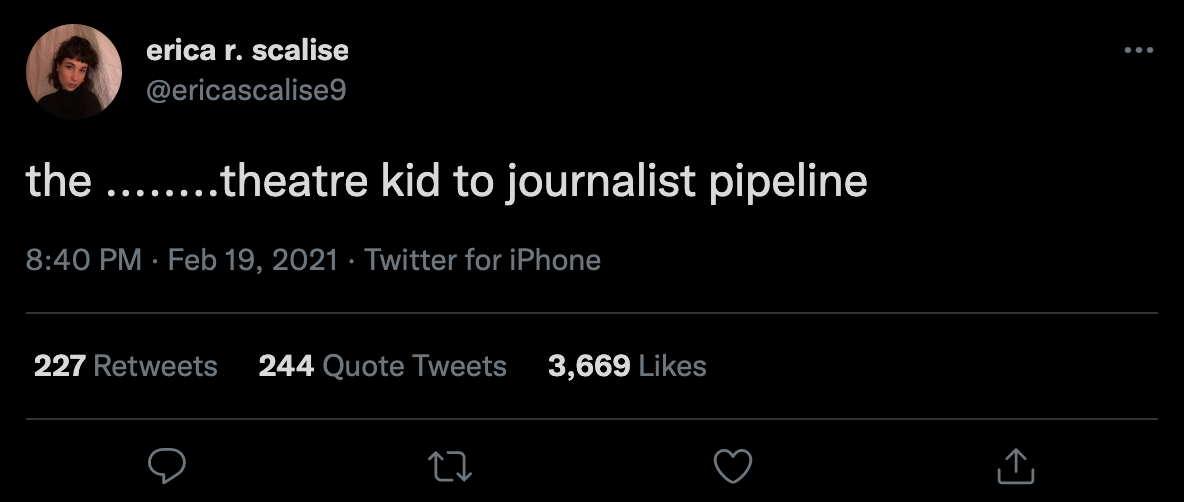 erica r. scalise
@ericascalise9
the ........theatre kid to journalist pipeline
8:40 PM · Feb 19, 2021 · Twitter for iPhone
227 Retweets 244 Quote Tweets 3,669 Likes